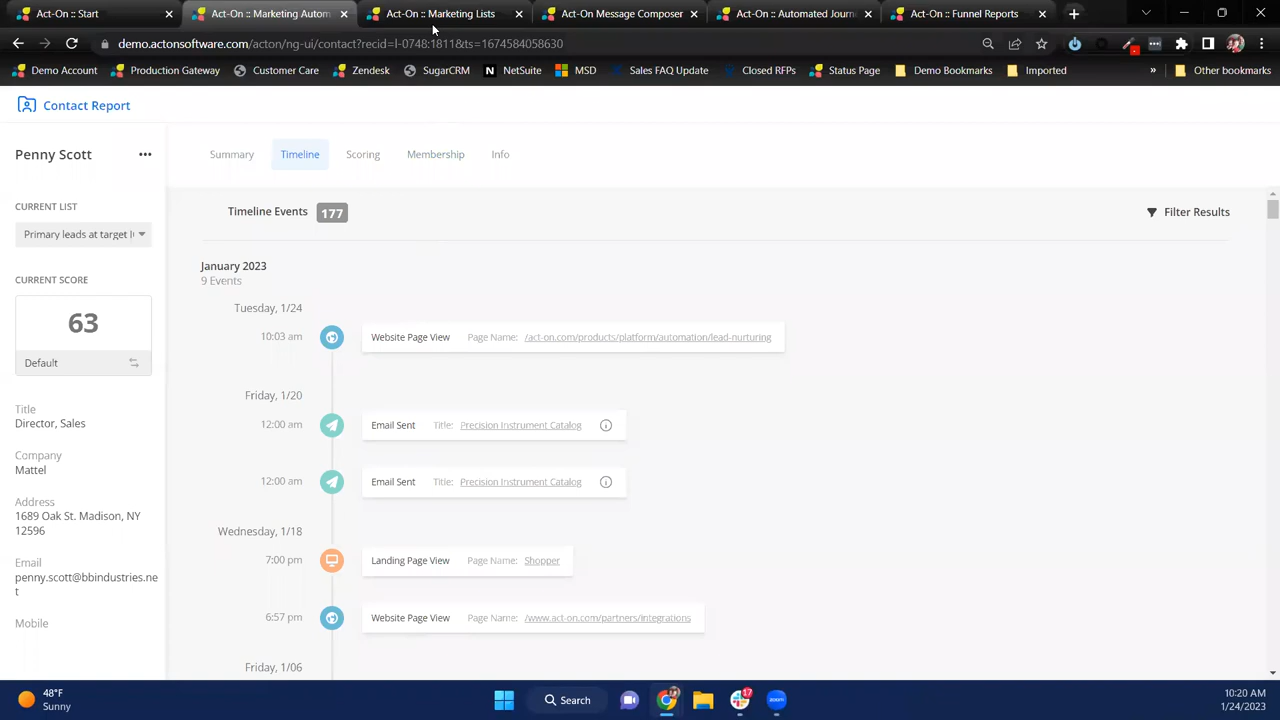 Act-On :: Start
Act-On :: Marketing Autom
Act-On :: Marketing Lists
Act-On :: Message Composer
Act-On :: Automated Journ
Act-On :: Funnel Reports
demo.actonsoftware.com/acton/ng-ui/contact?recid=l-0748:1811&ts=1674584058630
Demo Account
Production Gateway
Customer Care
Zendesk
SugarCRM
NetSuite
MSD
Sales FAQ Update
Closed RFPs
Status Page
Demo Bookmarks
Imported
»
Other bookmarks
Contact Report
Penny Scott
Summary
Timeline
Scoring
Membership
Info
CURRENT LIST
Primary leads at target l
CURRENT SCORE
63
Default
Title
Director, Sales
Company
Mattel
Address
1689 Oak St. Madison, NY
12596
Email
penny.scott@bbindustries.ne
t
Mobile
Timeline Events 177
Filter Results
January 2023
9 Events
Tuesday, 1/24
10:03 am
Website Page View Page Name: /act-on.com/products/platform/automation/lead-nurturing
Friday, 1/20
12:00 am
Email Sent Title: Precision Instrument Catalog
12:00 am
Email Sent Title: Precision Instrument Catalog
Wednesday, 1/18
7:00 pm
Landing Page View Page Name: Shopper
6:57 pm
Website Page View Page Name: /www.act-on.com/partners/integrations
Friday, 1/06
48°F
Sunny
Search
17
zoom
10:20 AM
1/24/2023